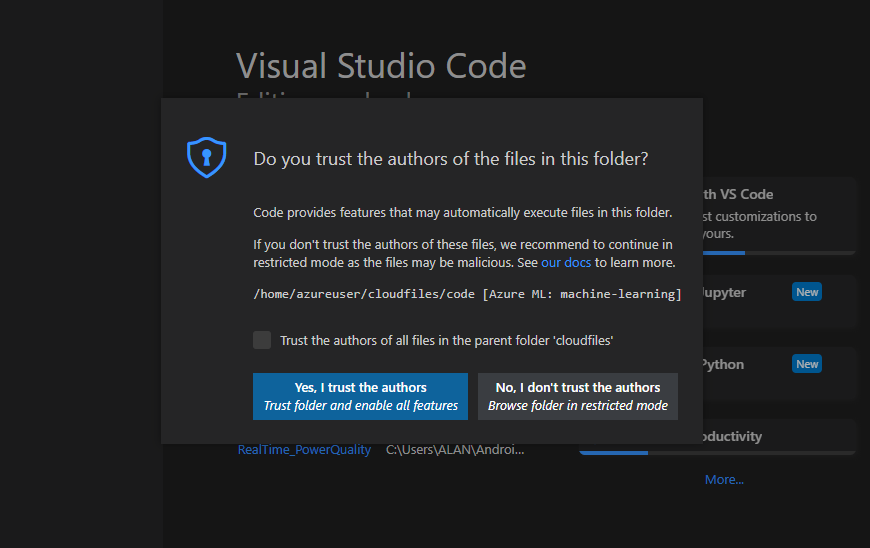 Visual Studio Code
Do you trust the authors of the files in this folder?
Code provides features that may automatically execute files in this folder.
If you don't trust the authors of these files, we recommend to continue in
restricted mode as the files may be malicious. See our docs to learn more.
/home/azureuser/cloudfiles/code [Azure ML: machine-learning]
Trust the authors of all files in the parent folder 'cloudfiles'
Yes, I trust the authors
Trust folder and enable all features
No, I don't trust the authors
Browse folder in restricted mode
VS Code
customizations to
yours.
Jupyter
New
Python
New
RealTime_PowerQuality C:\Users\ALAN\Androi...
More...